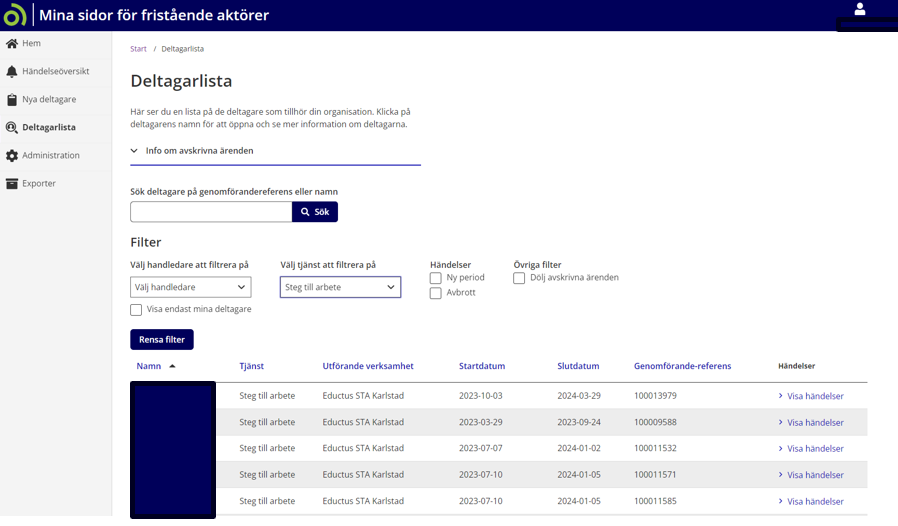 Mina sidor för fristående aktörer
Hem
Händelseöversikt
Nya deltagare
Deltagarlista
Administration
Exporter
Start / Deltagarlista
Deltagarlista
Här ser du en lista på de deltagare som tillhör din organisation. Klicka på
deltagarens namn för att öppna och se mer information om deltagarna.
Info om avskrivna ärenden
Sök deltagare på genomförandereferens eller namn
Sök
Filter
Välj handledare att filtrera på Välj tjänst att filtrera på Händelser Övriga filter
Välj handledare Steg till arbete Ny period Dölj avskrivna ärenden
Avbrott
Visa endast mina deltagare
Rensa filter
Namn Tjänst Utförande verksamhet Startdatum Slutdatum Genomförande-referens Händelser
Steg till arbete Eductus STA Karlstad 2023-10-03 2024-03-29 100013979 Visa händelser
Steg till arbete Eductus STA Karlstad 2023-03-29 2023-09-24 100009588 Visa händelser
Steg till arbete Eductus STA Karlstad 2023-07-07 2024-01-02 100011532 Visa händelser
Steg till arbete Eductus STA Karlstad 2023-07-10 2024-01-05 100011571 Visa händelser
Steg till arbete Eductus STA Karlstad 2023-07-10 2024-01-05 100011585 Visa händelser